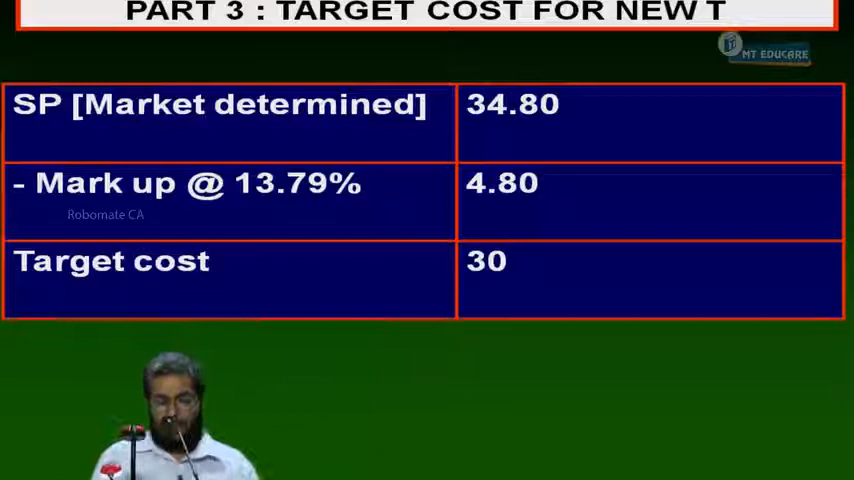 PART 3 : TARGET COST FOR NEW T
MT EDUCARE
SP [Market determined] 34.80
- Mark up @ 13.79% 4.80
Robomate CA
Target cost 30